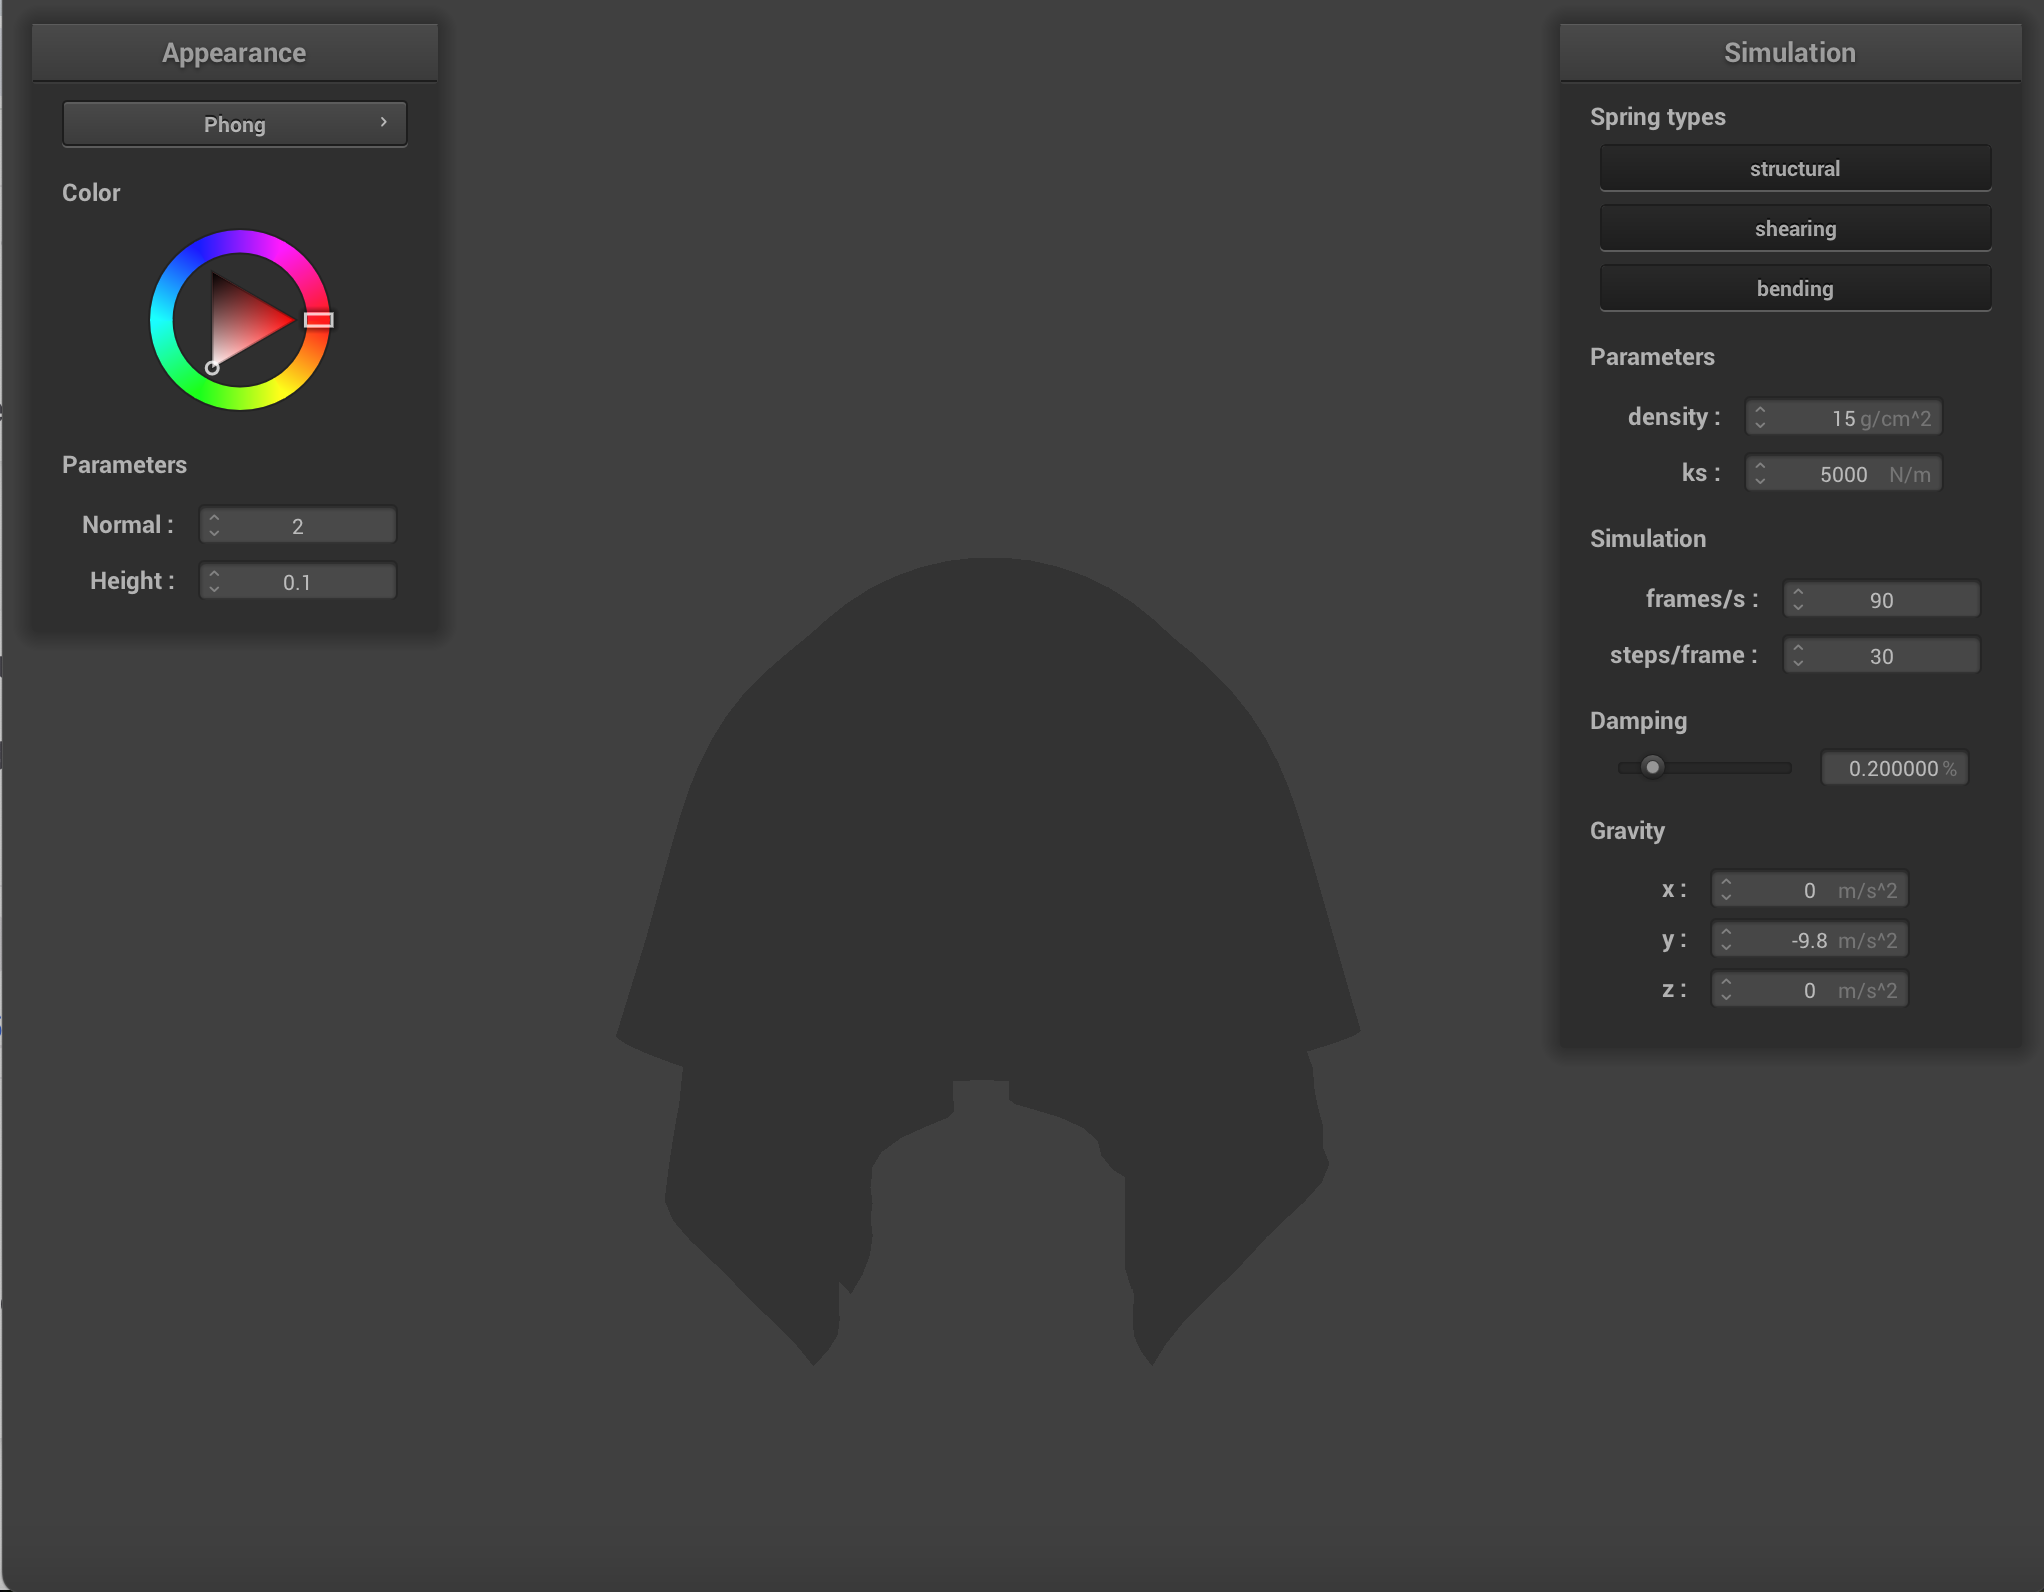 Appearance
Phong
Color
Parameters
Normal : 2
Height : 0.1
Simulation
Spring types
structural
shearing
bending
Parameters
density : 15 g/cm^2
ks : 5000 N/m
Simulation
frames/s : 90
steps/frame : 30
Damping
0.200000 %
Gravity
x : 0 m/s^2
y : -9.8 m/s^2
z : 0 m/s^2